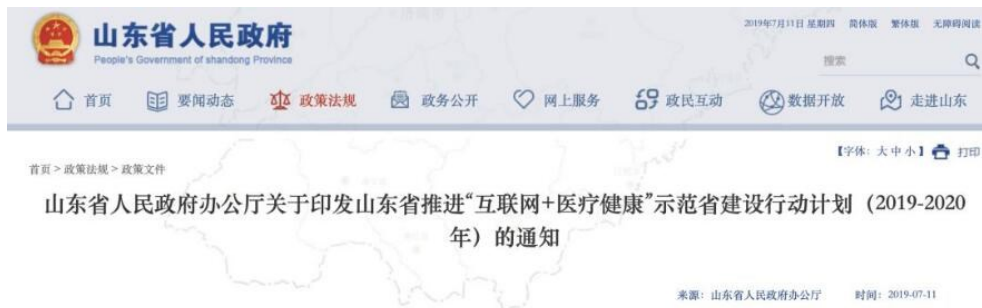 2019年7月11日 星期四 简体版 繁体版 无障碍阅读
山东省人民政府
People's Government of shandong Province
搜索
首页 要闻动态 政策法规 政务公开 网上服务 政民互动 数据开放 走进山东
【字体：大 中 小】 打印
首页 > 政策法规 > 政策文件
山东省人民政府办公厅关于印发山东省推进“互联网+医疗健康”示范省建设行动计划（2019-2020
年）的通知
来源：山东省人民政府办公厅 时间：2019-07-11